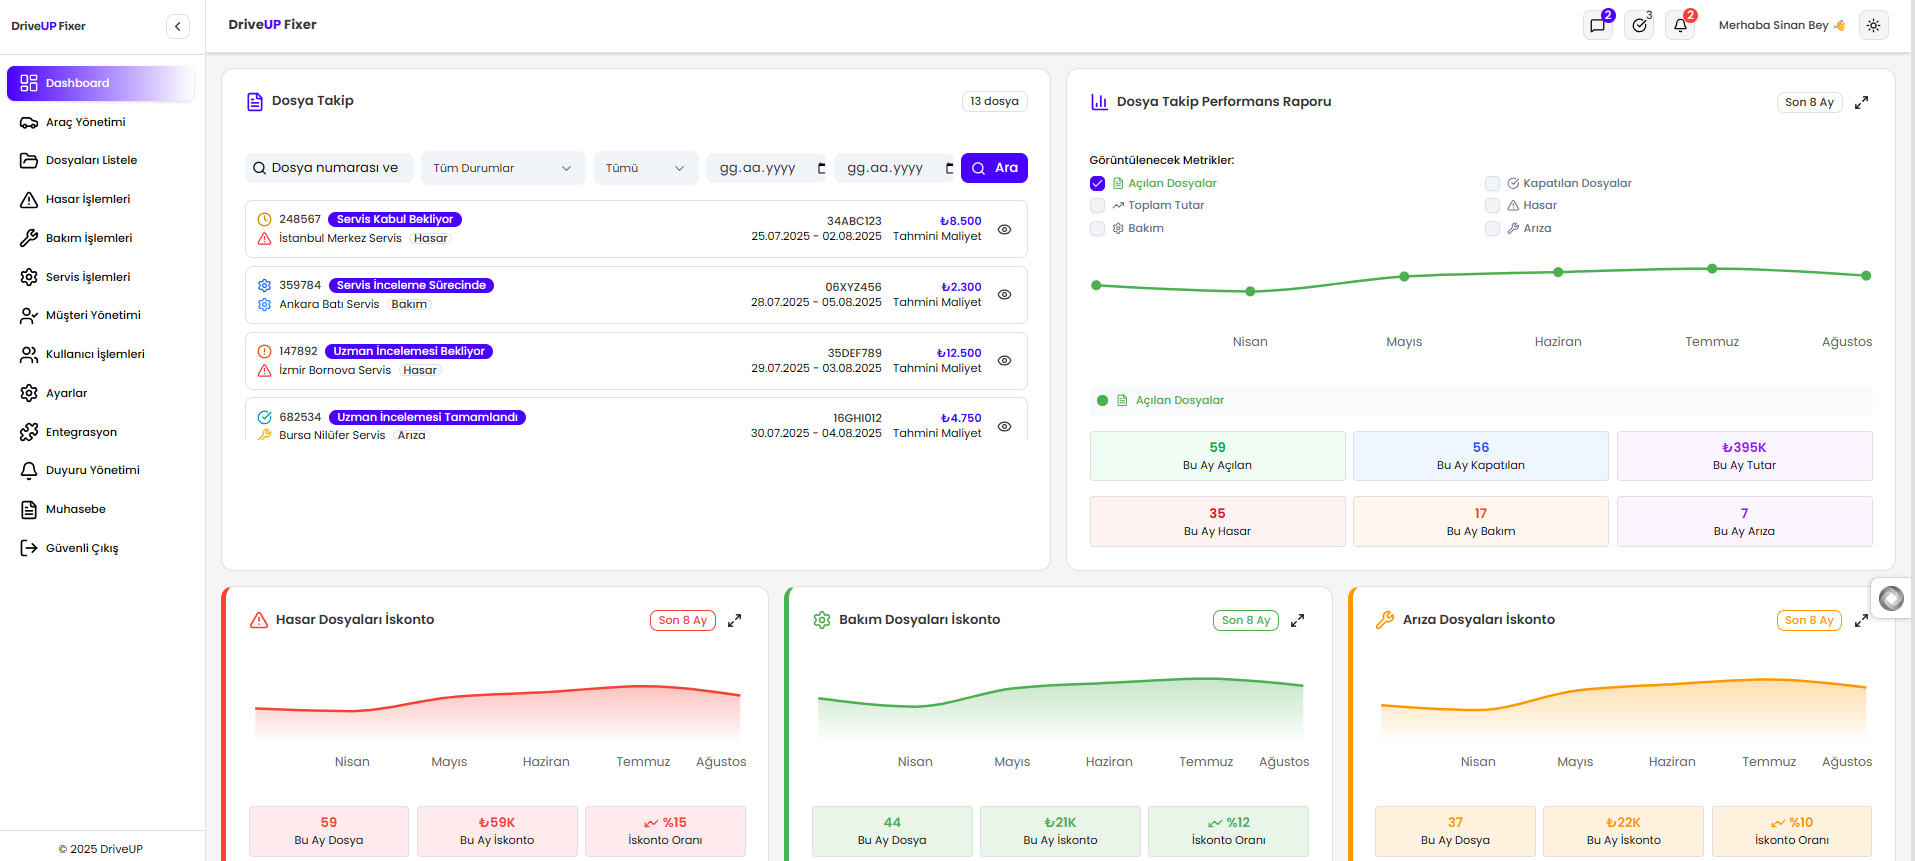 DriveUP Fixer
Dashboard
Araç Yönetimi
Dosyaları Listele
Hasar İşlemleri
Bakım İşlemleri
Servis İşlemleri
Müşteri Yönetimi
Kullanıcı İşlemleri
Ayarlar
Entegrasyon
Duyuru Yönetimi
Muhasebe
Güvenli Çıkış
© 2025 DriveUP
DriveUP Fixer
2
3
2
Merhaba Sinan Bey 👋
Dosya Takip
13 dosya
Dosya numarası ve
Tüm Durumlar
Tümü
gg.aa.yyyy
gg.aa.yyyy
Ara
248567 Servis Kabul Bekliyor
İstanbul Merkez Servis Hasar
34ABC123
25.07.2025 - 02.08.2025
₺8.500
Tahmini Maliyet
359784 Servis İnceleme Sürecinde
Ankara Batı Servis Bakım
06XYZ456
28.07.2025 - 05.08.2025
₺2.300
Tahmini Maliyet
147892 Uzman İncelemesi Bekliyor
İzmir Bornova Servis Hasar
35DEF789
29.07.2025 - 03.08.2025
₺12.500
Tahmini Maliyet
682534 Uzman İncelemesi Tamamlandı
Bursa Nilüfer Servis Arıza
16GHI012
30.07.2025 - 04.08.2025
₺4.750
Tahmini Maliyet
Dosya Takip Performans Raporu
Son 8 Ay
Görüntülenecek Metrikler:
Açılan Dosyalar
Kapatılan Dosyalar
Toplam Tutar
Hasar
Bakım
Arıza
Nisan Mayıs Haziran Temmuz Ağustos
Açılan Dosyalar
59
Bu Ay Açılan
56
Bu Ay Kapatılan
₺395K
Bu Ay Tutar
35
Bu Ay Hasar
17
Bu Ay Bakım
7
Bu Ay Arıza
Hasar Dosyaları İskonto
Son 8 Ay
Nisan Mayıs Haziran Temmuz Ağustos
59
Bu Ay Dosya
₺59K
Bu Ay İskonto
%15
İskonto Oranı
Bakım Dosyaları İskonto
Son 8 Ay
Nisan Mayıs Haziran Temmuz Ağustos
44
Bu Ay Dosya
₺21K
Bu Ay İskonto
%12
İskonto Oranı
Arıza Dosyaları İskonto
Son 8 Ay
Nisan Mayıs Haziran Temmuz Ağustos
37
Bu Ay Dosya
₺22K
Bu Ay İskonto
%10
İskonto Oranı